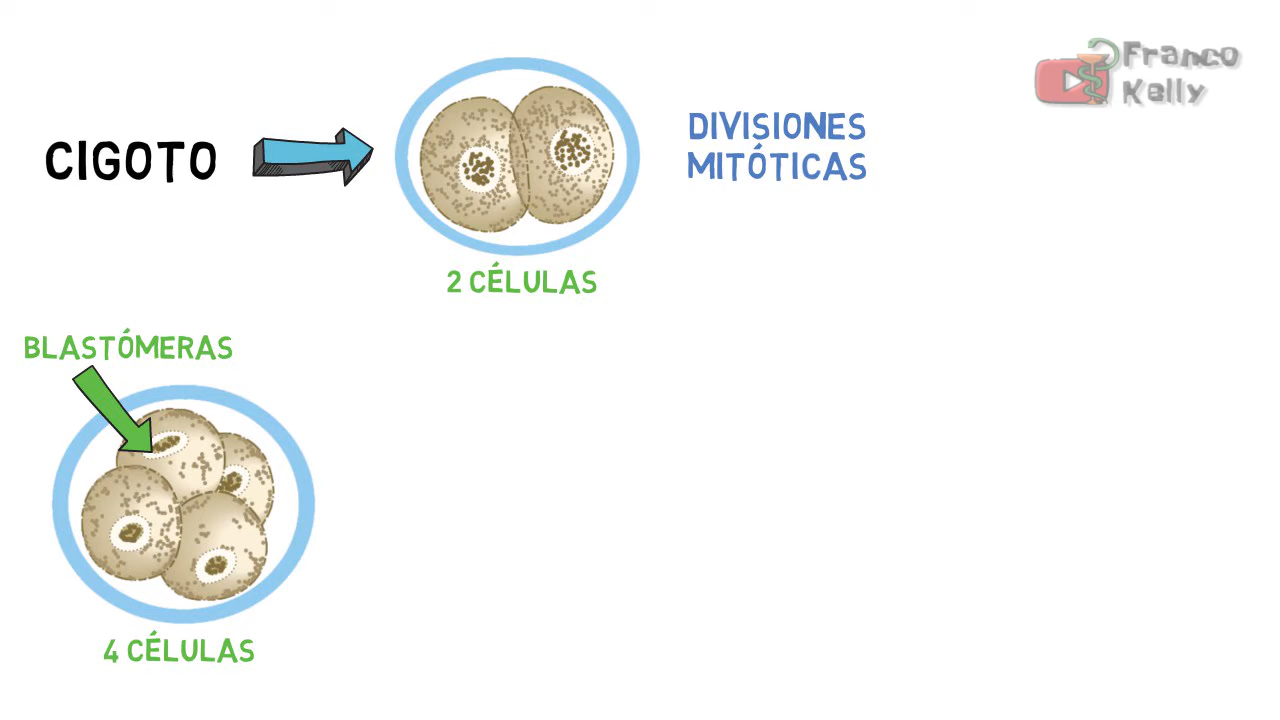 CIGOTO
DIVISIONES
MITÓTICAS
2 CÉLULAS
BLASTÓMERAS
4 CÉLULAS
Franco
Kelly